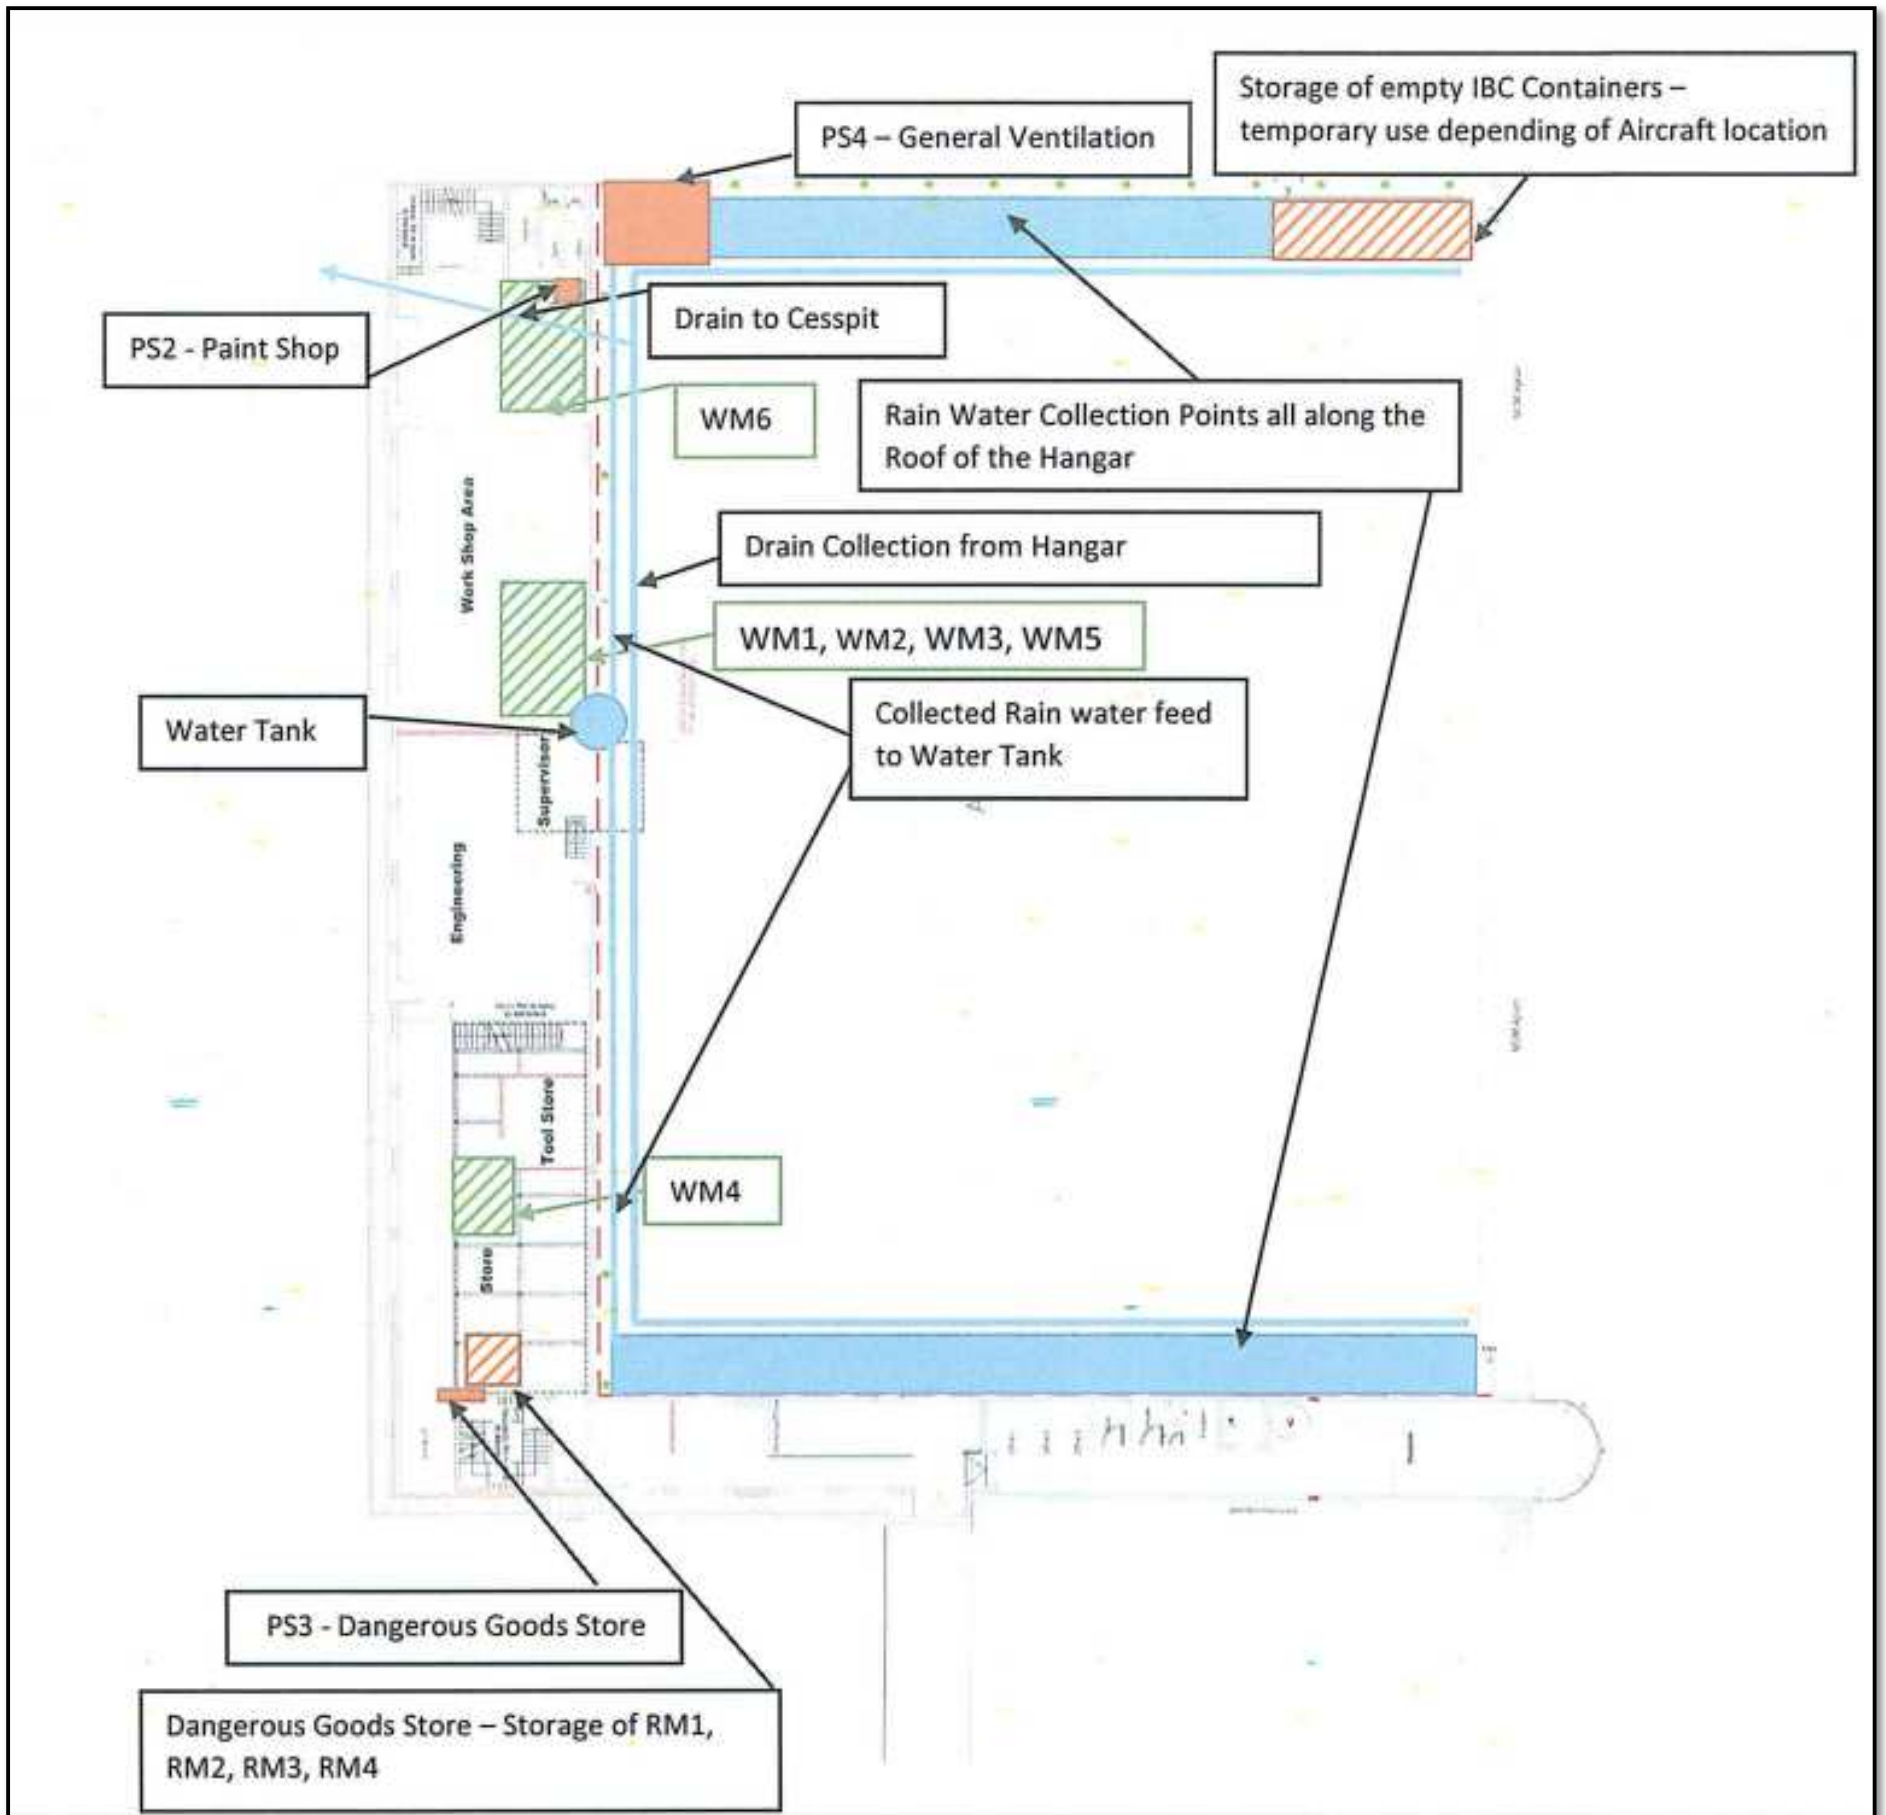 Storage of empty IBC Containers –
temporary use depending of Aircraft location
PS4 – General Ventilation
Drain to Cesspit
PS2 - Paint Shop
WM6
Rain Water Collection Points all along the
Roof of the Hangar
Work Shop Area
Drain Collection from Hangar
WM1, WM2, WM3, WM5
Water Tank
Collected Rain water feed
to Water Tank
Supervisor
Engineering
Tool Store
WM4
Store
PS3 - Dangerous Goods Store
Dangerous Goods Store – Storage of RM1,
RM2, RM3, RM4